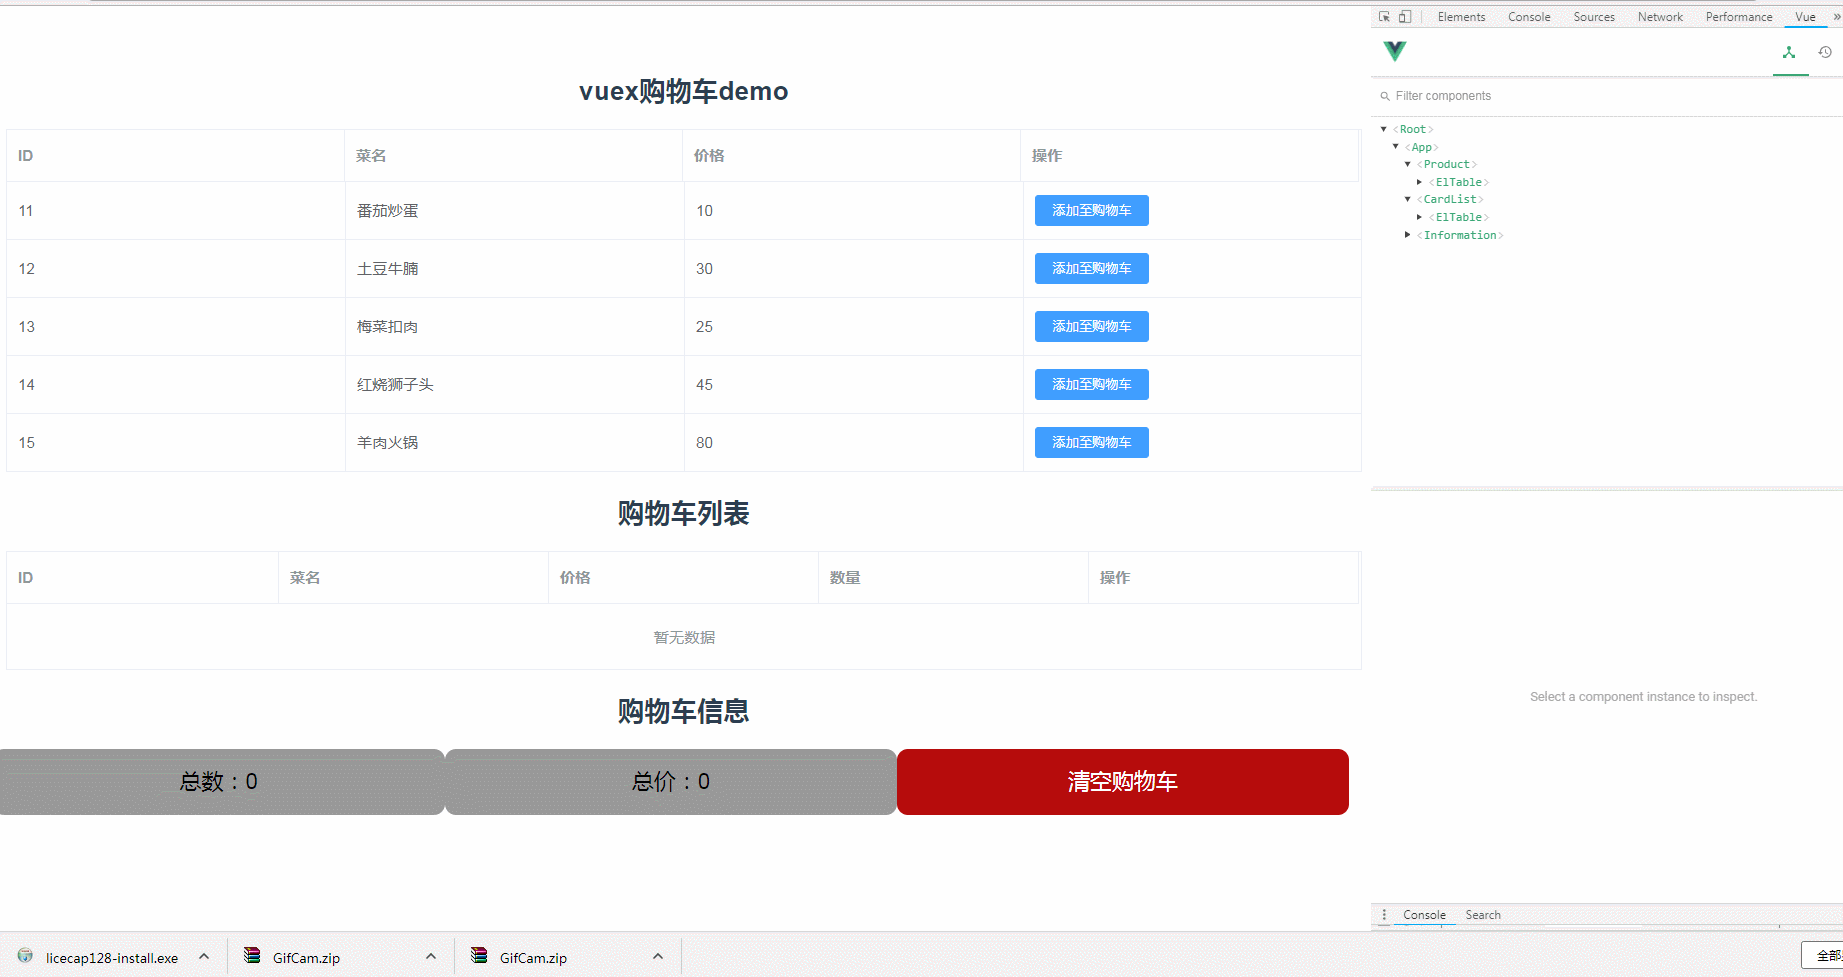 vuex购物车demo
ID 菜名 价格 操作
11 番茄炒蛋 10 添加至购物车
12 土豆牛腩 30 添加至购物车
13 梅菜扣肉 25 添加至购物车
14 红烧狮子头 45 添加至购物车
15 羊肉火锅 80 添加至购物车
购物车列表
ID 菜名 价格 数量 操作
暂无数据
购物车信息
总数：0 总价：0 清空购物车
Elements Console Sources Network Performance Vue »
Filter components
<Root>
<App>
<Product>
<ElTable>
<CardList>
<ElTable>
<Information>
Select a component instance to inspect.
Console Search
licecap128-install.exe GifCam.zip GifCam.zip 全部